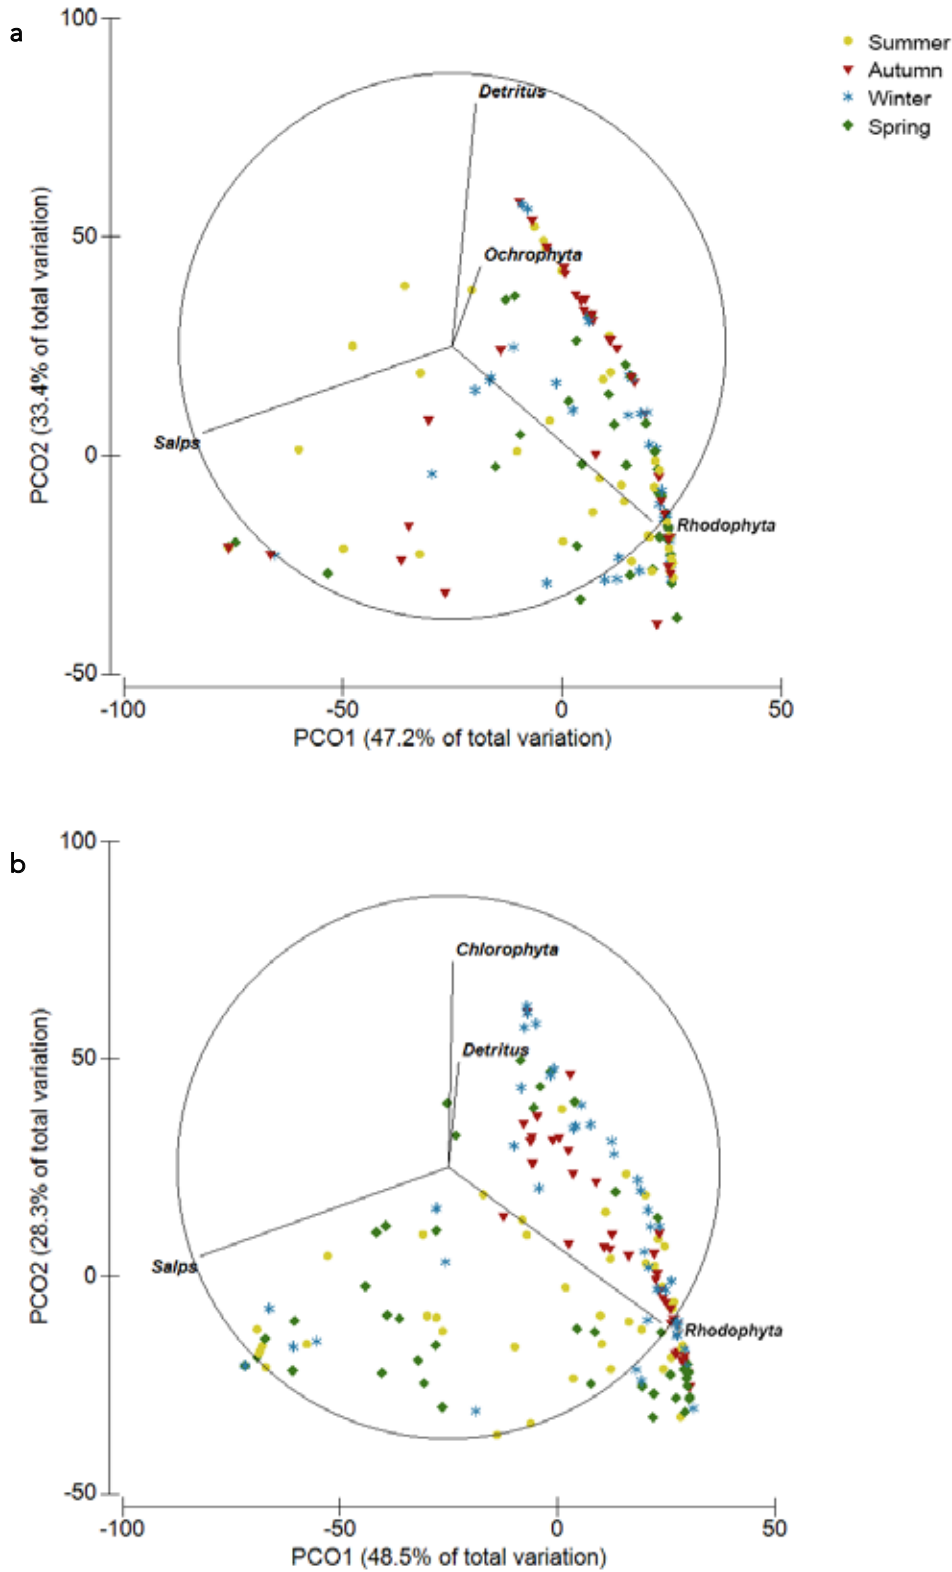 a
100
Summer
Autumn
Winter
Spring
Detritus
50
Ochrophyta
PCO2 (33.4% of total variation)
Salps
0
Rhodophyta
-50
-100
-50
0
50
PCO1 (47.2% of total variation)
b
100
Chlorophyta
50
Detritus
PCO2 (28.3% of total variation)
Salps
0
Rhodophyta
-50
-100
-50
0
50
PCO1 (48.5% of total variation)